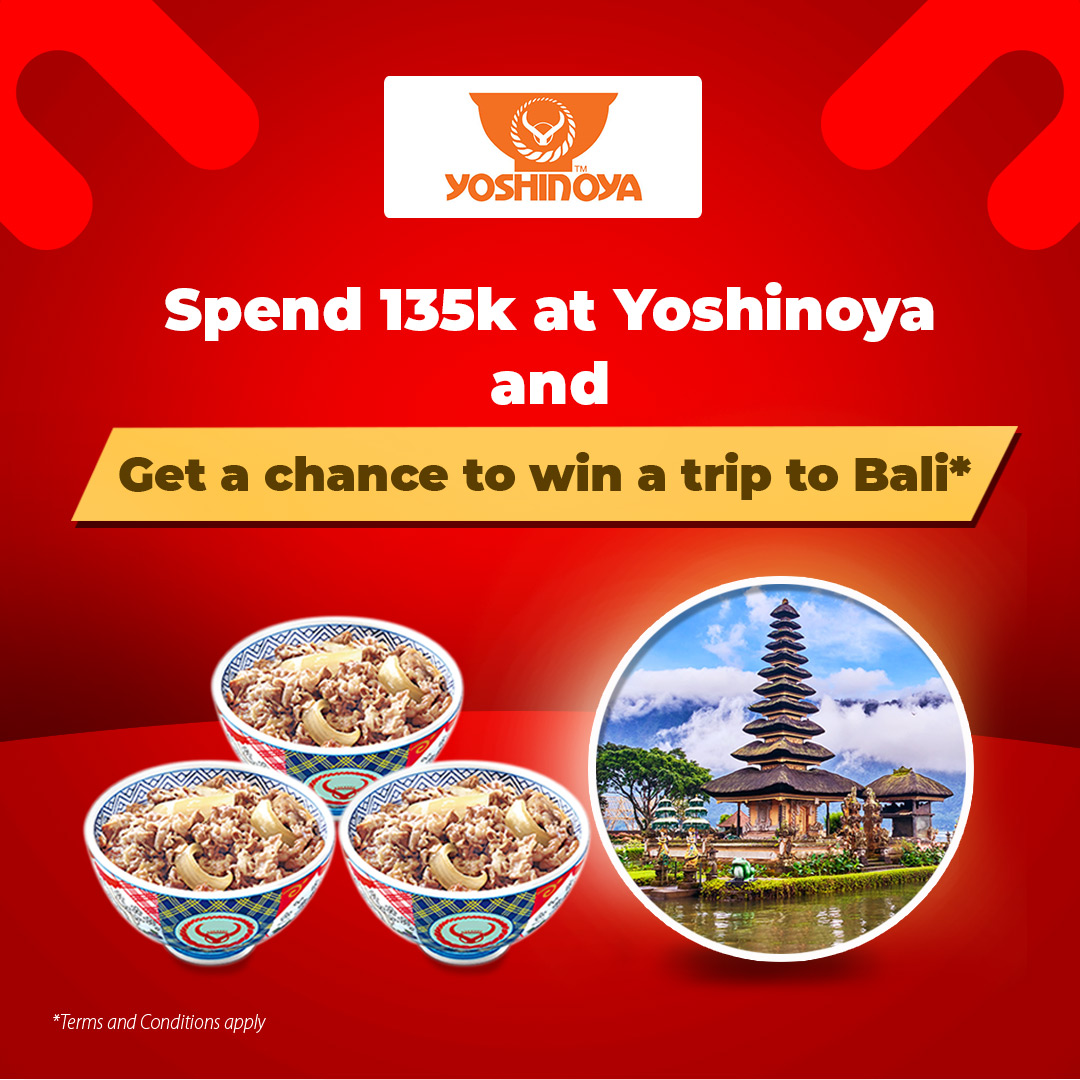 TM
YOSHINOYA
Spend 135k at Yoshinoya
and
Get a chance to win a trip to Bali*
*Terms and Conditions apply